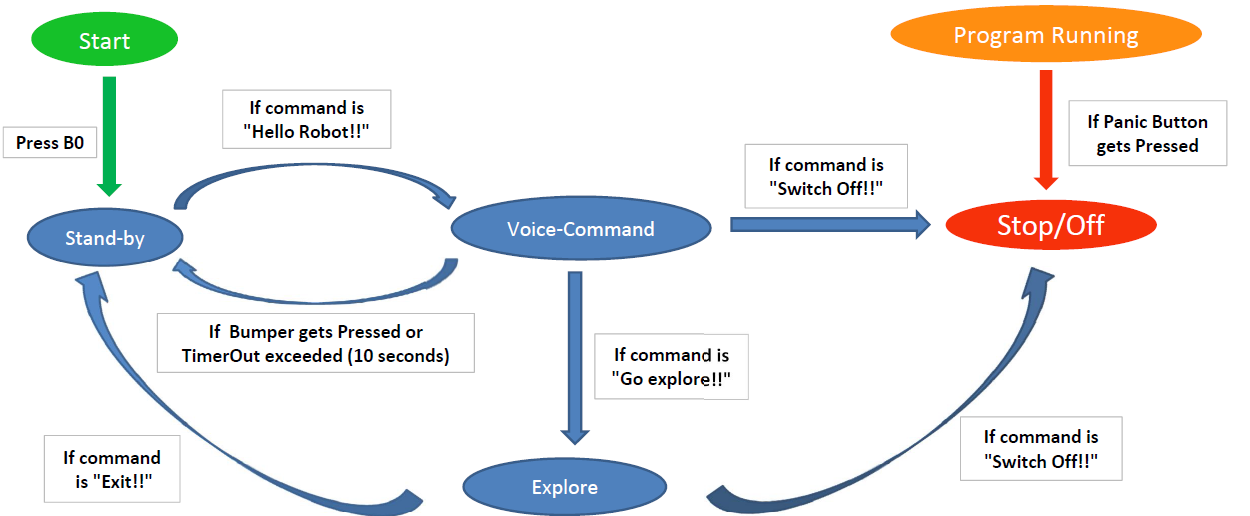 Start
Program Running
If command is
"Hello Robot!!"
Press B0
If Panic Button
gets Pressed
If command is
"Switch Off!!"
Stand-by
Voice-Command
Stop/Off
If  Bumper gets Pressed or
TimerOut exceeded (10 seconds)
If command is
"Go explore!!"
If command
is "Exit!!"
If command is
"Switch Off!!"
Explore